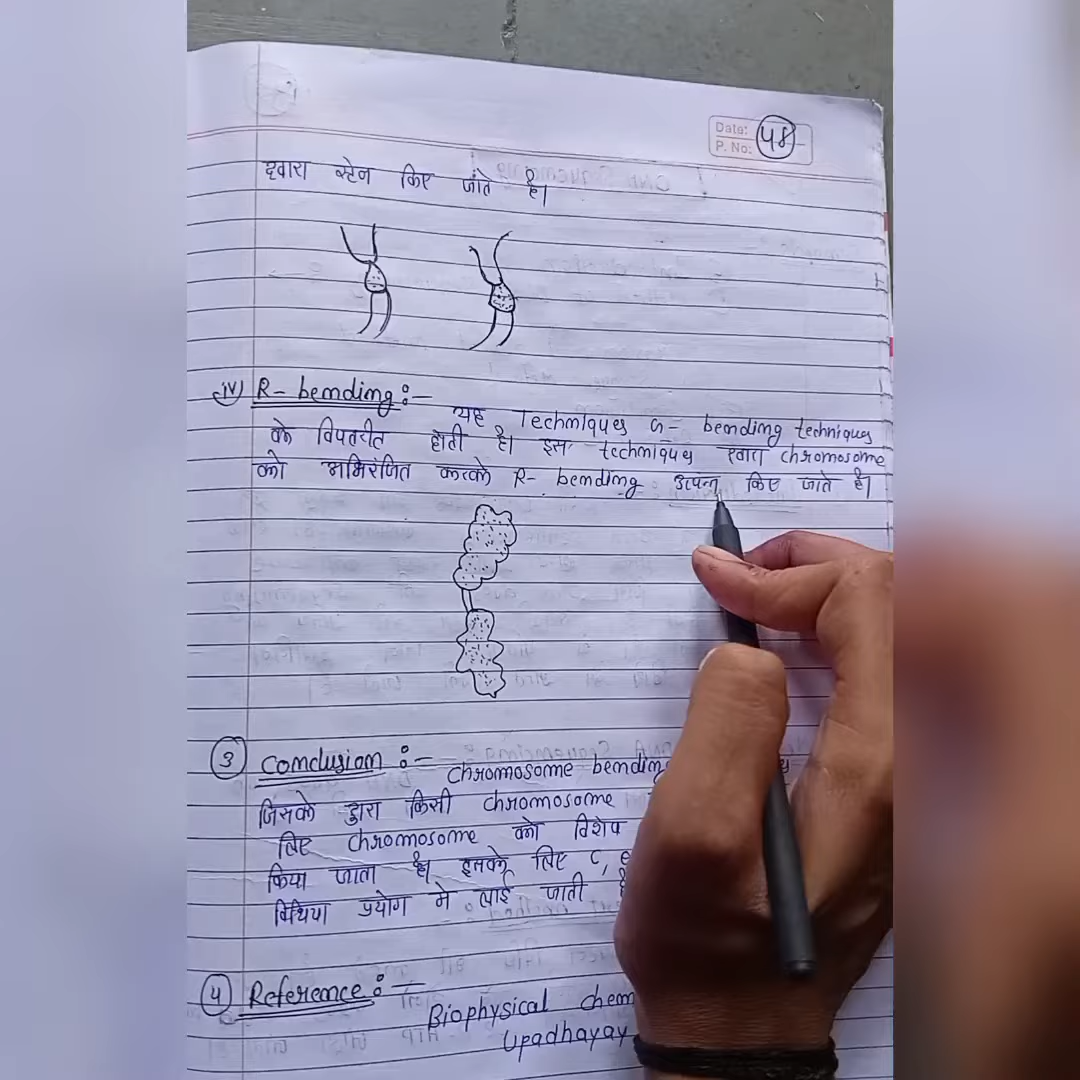 Date:
P. No: 48
द्वारा स्टेन किए जाते है।
iv) R- bending :-
यह Techniques G- bending techniques
के विपरीत होती है। इस techniques द्वारा chromosome
को अभिरंजित करके R- bending उत्पन्न किए जाते है।
3 Conclusion :-
chromosome bending
जिसके द्वारा किसी chromosome
लिए chromosome को विशेष
किया जाता है। इसके लिए C,
विधिया प्रयोग मे लाई जाती
4 Reference :-
Biophysical chem
Upadhayay